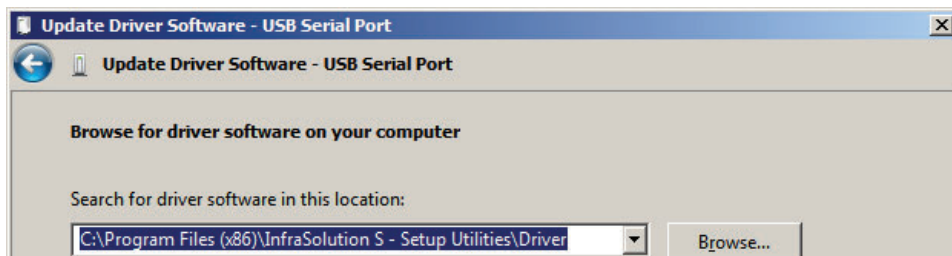 Update Driver Software - USB Serial Port
Update Driver Software - USB Serial Port
Browse for driver software on your computer
Search for driver software in this location:
C:\Program Files (x86)\InfraSolution S - Setup Utilities\Driver
Browse...